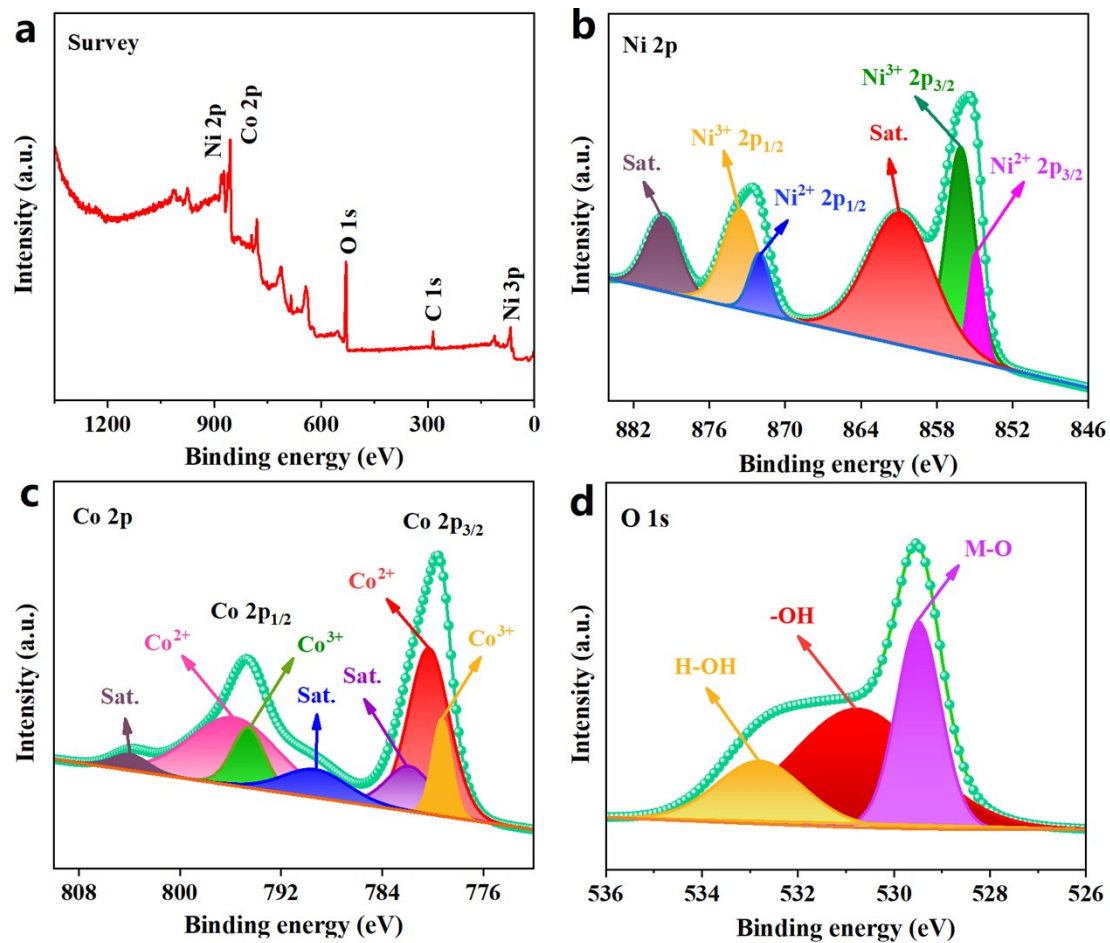 a
Survey
Ni 2p
Co 2p
O 1s
C 1s
Ni 3p
Intensity (a.u.)
1200 900 600 300 0
Binding energy (eV)
b
Ni 2p
Ni³⁺ 2p₃/₂
Sat.
Ni³⁺ 2p₁/₂
Sat.
Ni²⁺ 2p₁/₂
Ni²⁺ 2p₃/₂
Intensity (a.u.)
882 876 870 864 858 852 846
Binding energy (eV)
c
Co 2p
Co 2p₃/₂
Co²⁺
Co 2p₁/₂
Co²⁺
Co³⁺
Co³⁺
Sat.
Sat.
Sat.
Intensity (a.u.)
808 800 792 784 776
Binding energy (eV)
d
O 1s
M-O
-OH
H-OH
Intensity (a.u.)
536 534 532 530 528 526
Binding energy (eV)